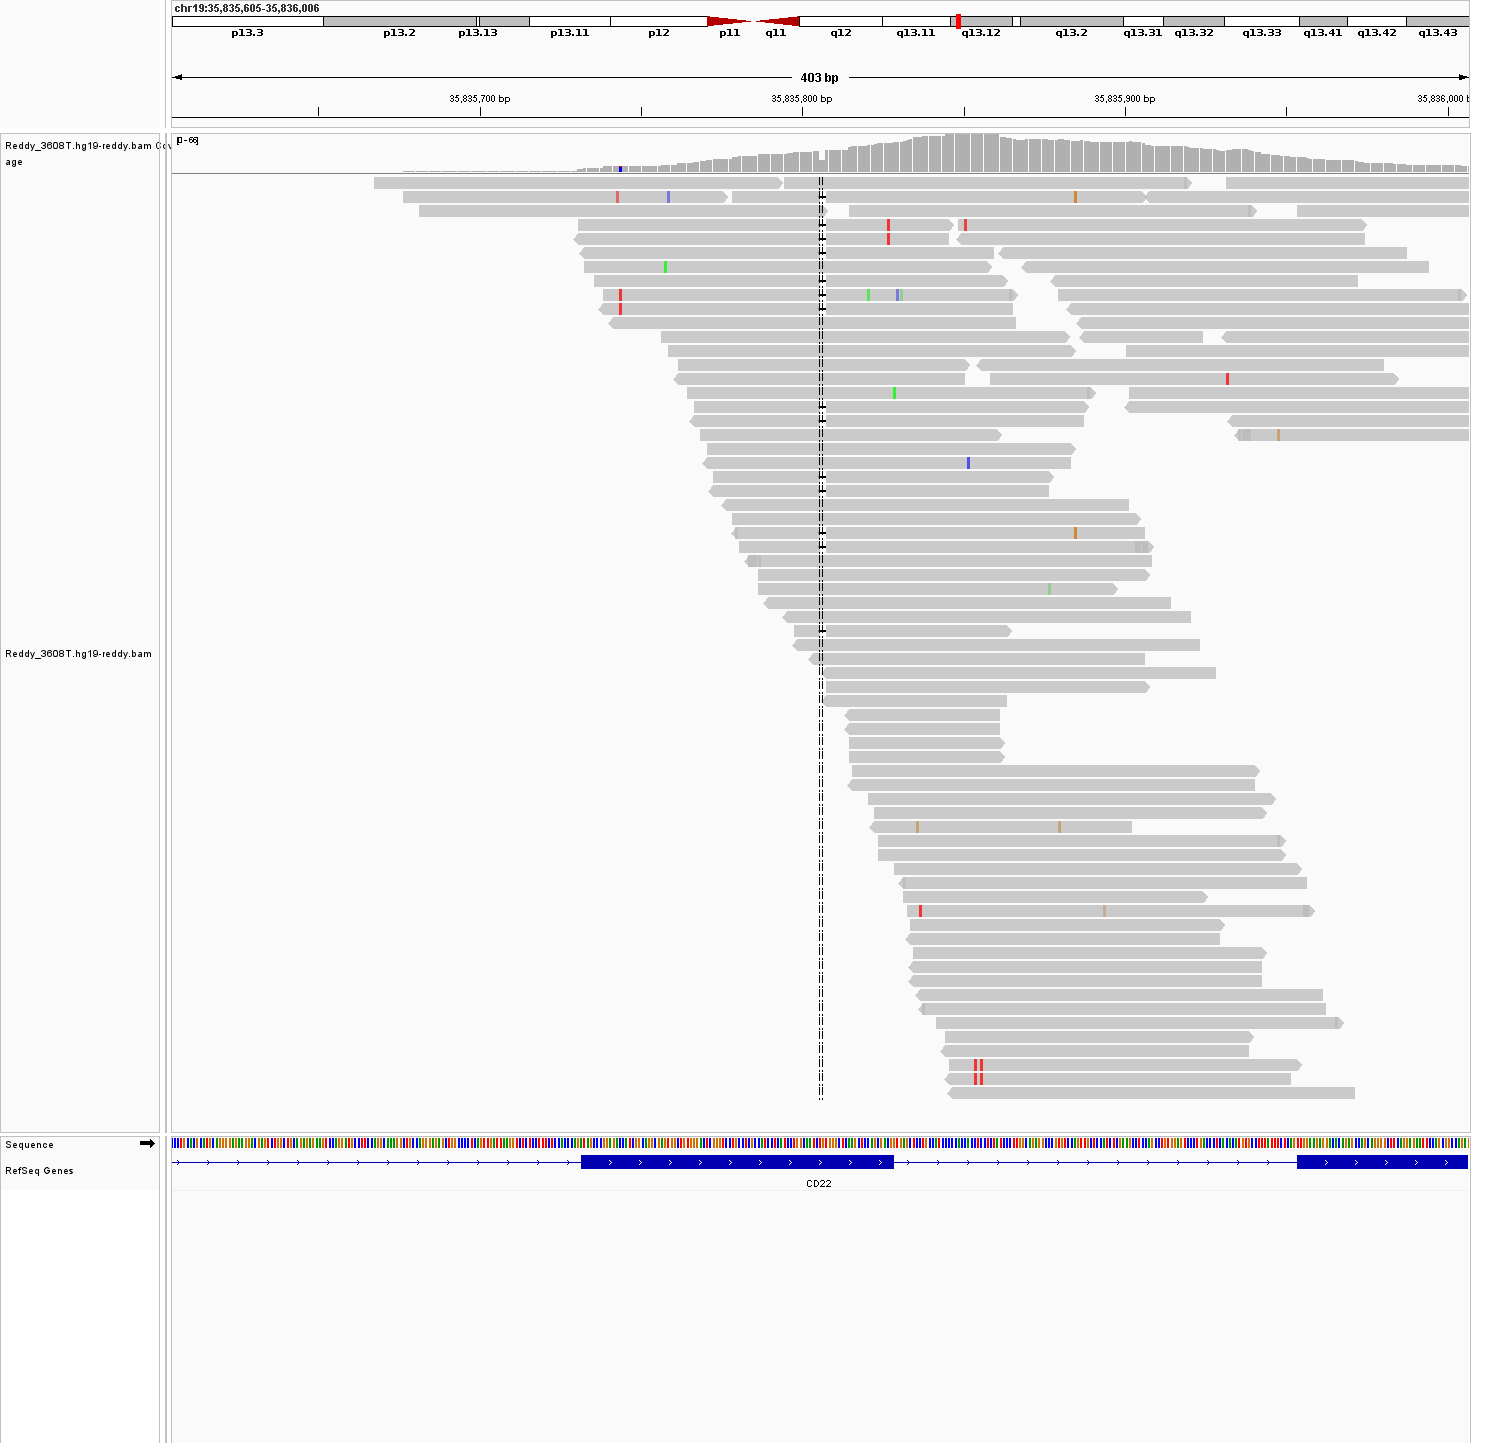 chr19:35,835,605-35,836,006
p13.3 p13.2 p13.13 p13.11 p12 p11 q11 q12 q13.11 q13.12 q13.2 q13.31 q13.32 q13.33 q13.41 q13.42 q13.43
403 bp
35,835,700 bp 35,835,800 bp 35,835,900 bp 35,836,000 b
Reddy_3608T.hg19-reddy.bam Cov
age
[0-66]
Reddy_3608T.hg19-reddy.bam
Sequence
RefSeq Genes
CD22